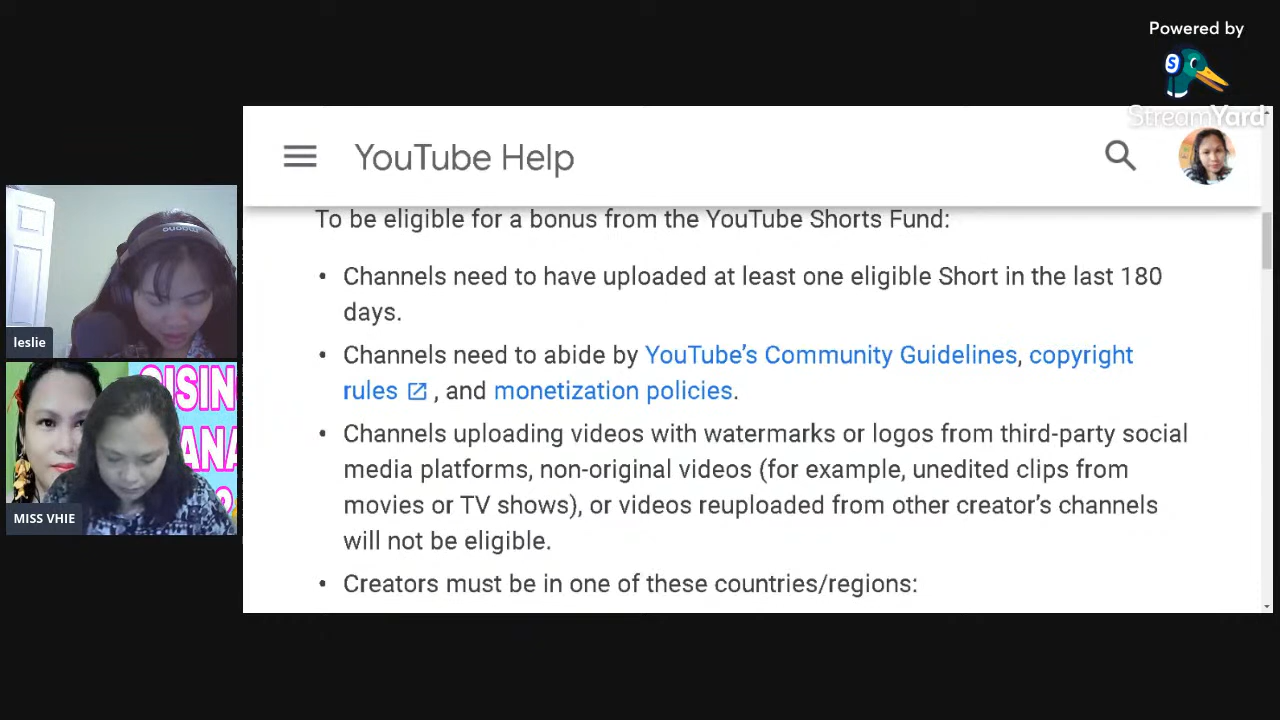 Powered by
StreamYard
YouTube Help
To be eligible for a bonus from the YouTube Shorts Fund:
• Channels need to have uploaded at least one eligible Short in the last 180
days.
• Channels need to abide by YouTube’s Community Guidelines, copyright
rules , and monetization policies.
• Channels uploading videos with watermarks or logos from third-party social
media platforms, non-original videos (for example, unedited clips from
movies or TV shows), or videos reuploaded from other creator’s channels
will not be eligible.
• Creators must be in one of these countries/regions:
leslie
MISS VHIE